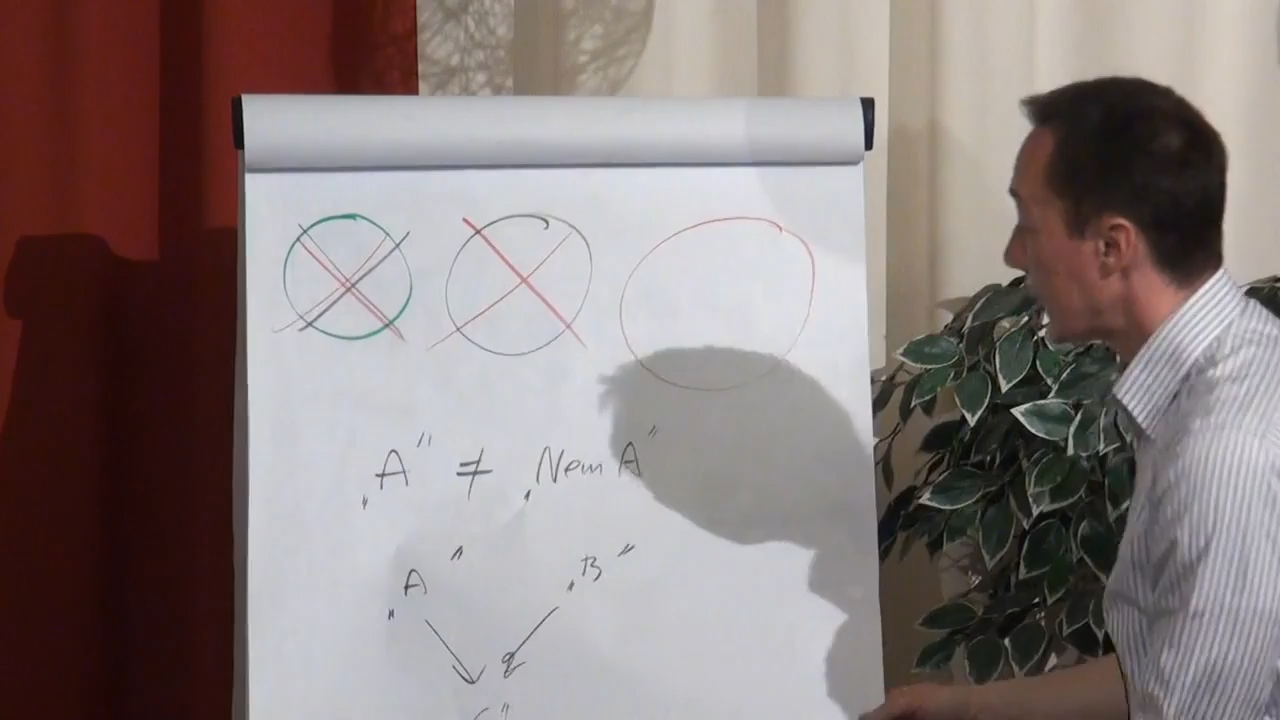 „A” ≠ „Nem A”
„A” „B”
C”